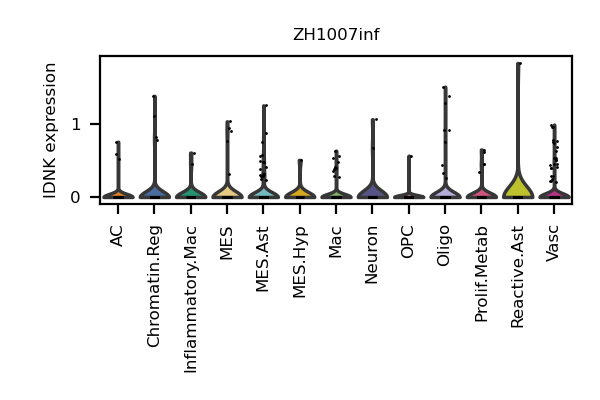 ZH1007inf
IDNK expression
1
0
AC
Chromatin.Reg
Inflammatory.Mac
MES
MES.Ast
MES.Hyp
Mac
Neuron
OPC
Oligo
Prolif.Metab
Reactive.Ast
Vasc